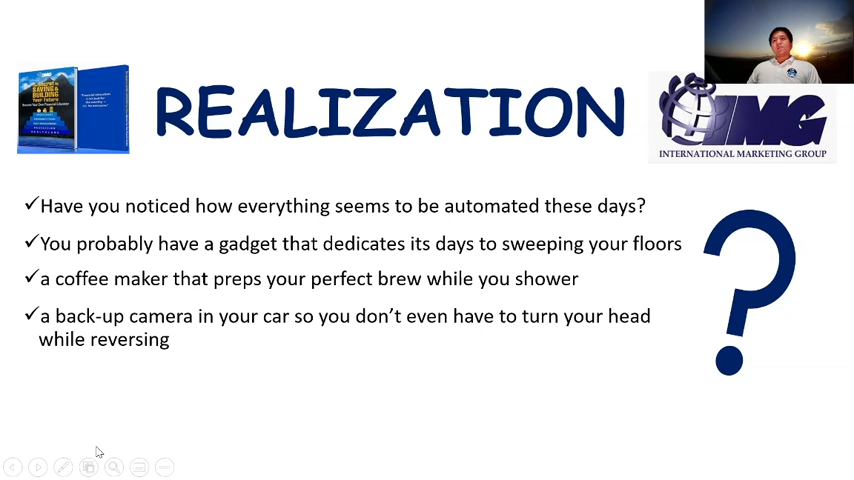 REALIZATION
IMG
INTERNATIONAL MARKETING GROUP
SAVING &
BUILDING
✓Have you noticed how everything seems to be automated these days?
✓You probably have a gadget that dedicates its days to sweeping your floors
✓a coffee maker that preps your perfect brew while you shower
✓a back-up camera in your car so you don’t even have to turn your head
while reversing
?